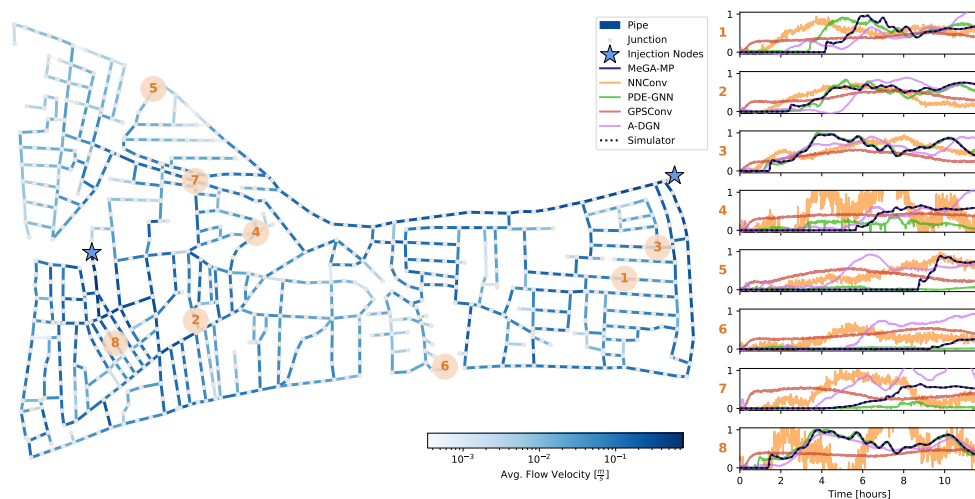 Pipe
Junction
Injection Nodes
MeGA-MP
NNConv
PDE-GNN
GPSConv
A-DGN
Simulator
5
7
4
3
1
2
8
6
10⁻³
10⁻²
10⁻¹
Avg. Flow Velocity [m/s]
1
1
0
1
2
0
1
3
0
1
4
0
1
5
0
1
6
0
1
7
0
1
8
0
0 2 4 6 8 10
Time [hours]